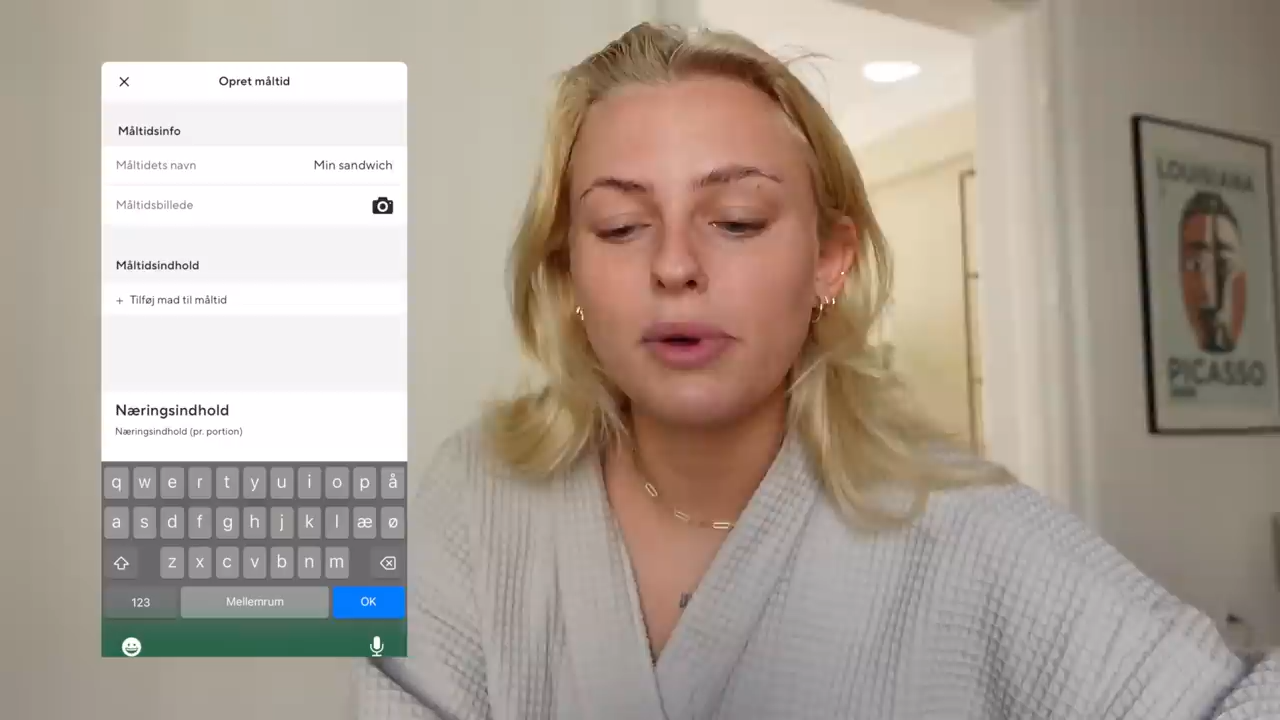 Opret måltid
Måltidsinfo
Måltidets navn Min sandwich
Måltidsbillede
Måltidsindhold
+ Tilføj mad til måltid
Næringsindhold
Næringsindhold (pr. portion)
q w e r t y u i o p å
a s d f g h j k l æ ø
z x c v b n m
123 Mellemrum OK
LOUISIANA
PICASSO